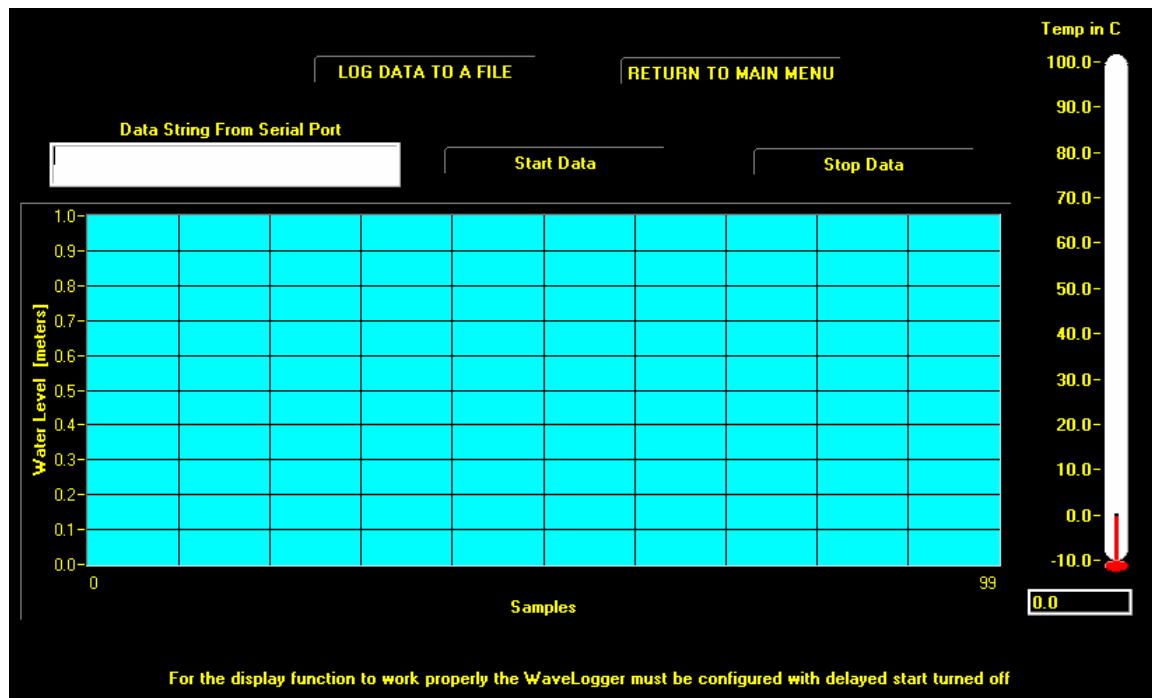 Temp in C
LOG DATA TO A FILE
RETURN TO MAIN MENU
100.0
90.0
Data String From Serial Port
Start Data
Stop Data
80.0
70.0
60.0
50.0
40.0
30.0
20.0
10.0
0.0
-10.0
0.0
Water Level [meters]
1.0
0.9
0.8
0.7
0.6
0.5
0.4
0.3
0.2
0.1
0.0
0
99
Samples
For the display function to work properly the WaveLogger must be configured with delayed start turned off